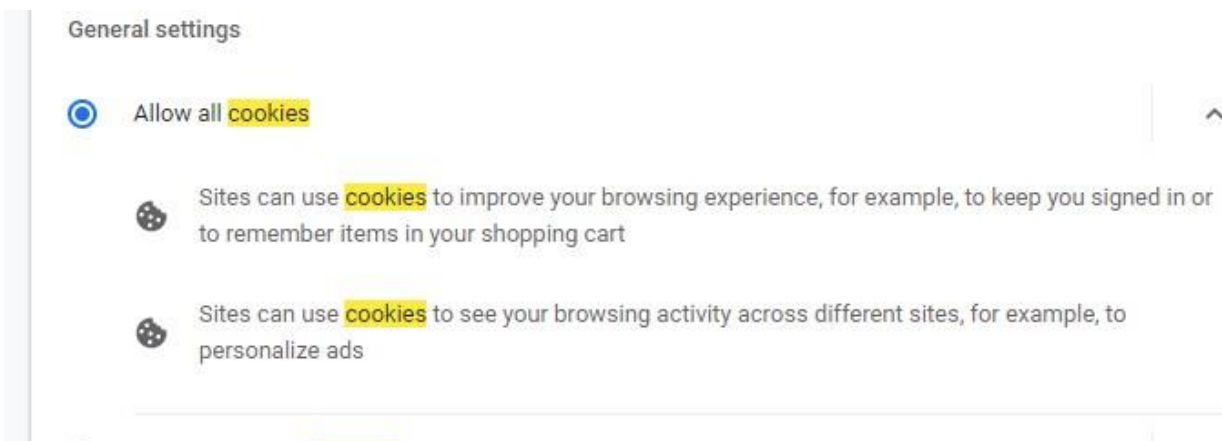 General settings
Allow all cookies
Sites can use cookies to improve your browsing experience, for example, to keep you signed in or
to remember items in your shopping cart
Sites can use cookies to see your browsing activity across different sites, for example, to
personalize ads